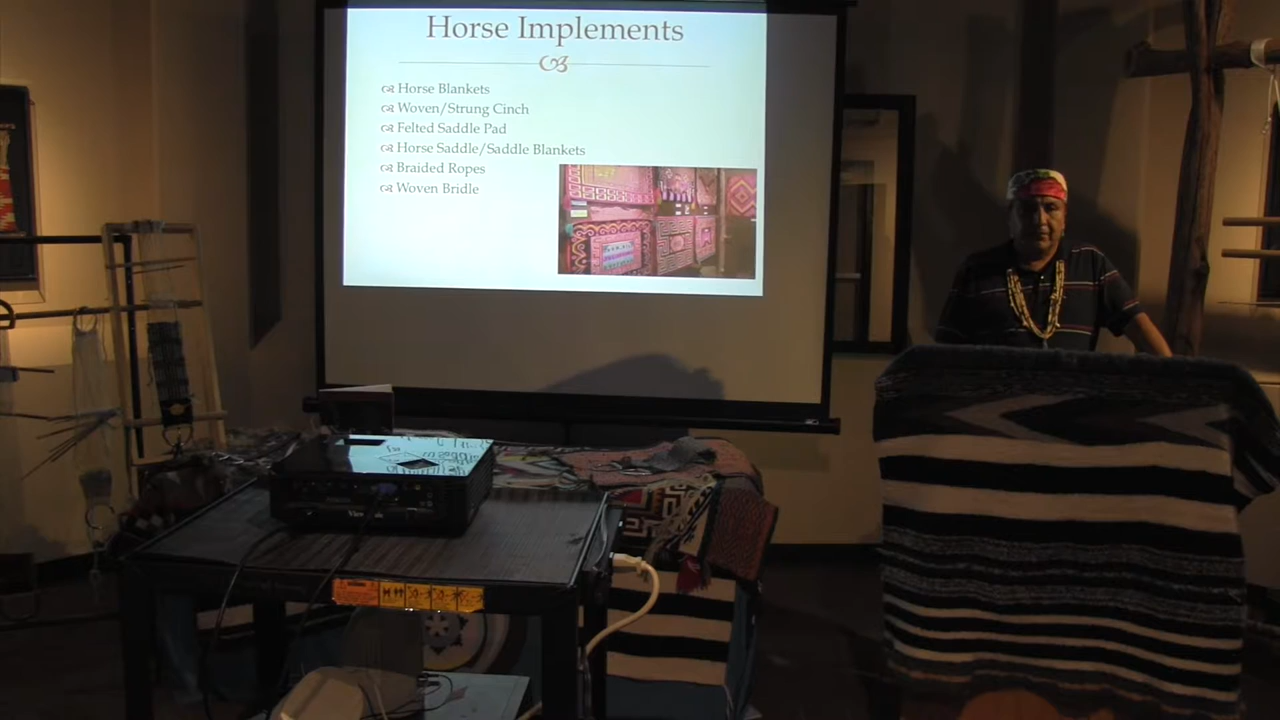 Horse Implements
Horse Blankets
Woven/Strung Cinch
Felted Saddle Pad
Horse Saddle/Saddle Blankets
Braided Ropes
Woven Bridle